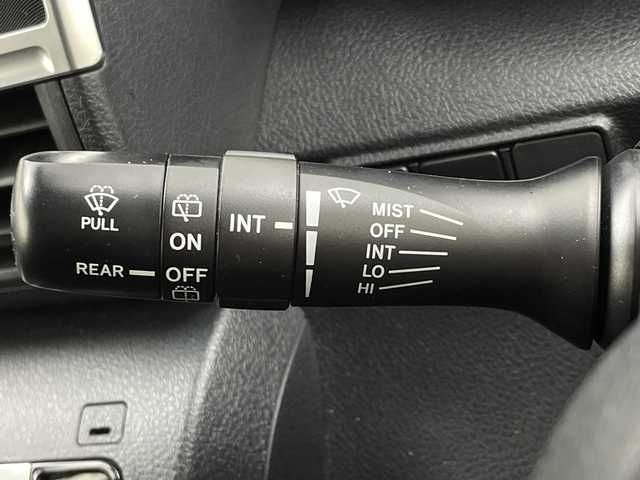 PULL
REAR
ON
OFF
INT
MIST
OFF
INT
LO
HI